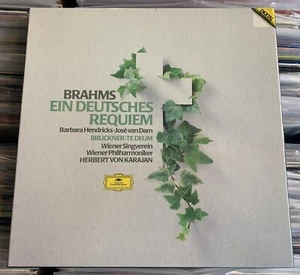 BRAHMS
EIN DEUTSCHES
REQUIEM
Barbara Hendricks·José van Dam
BRUCKNER·TE DEUM
Wiener Singverein
Wiener Philharmoniker
HERBERT VON KARAJAN